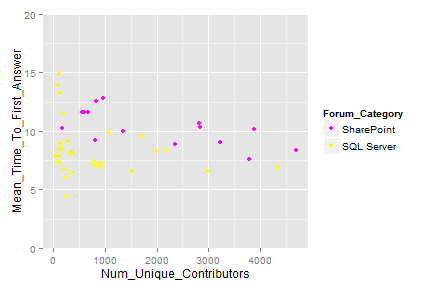 20
15
10
5
0
Mean_Time_To_First_Answer
0
1000
2000
3000
4000
Num_Unique_Contributors
Forum_Category
SharePoint
SQL Server